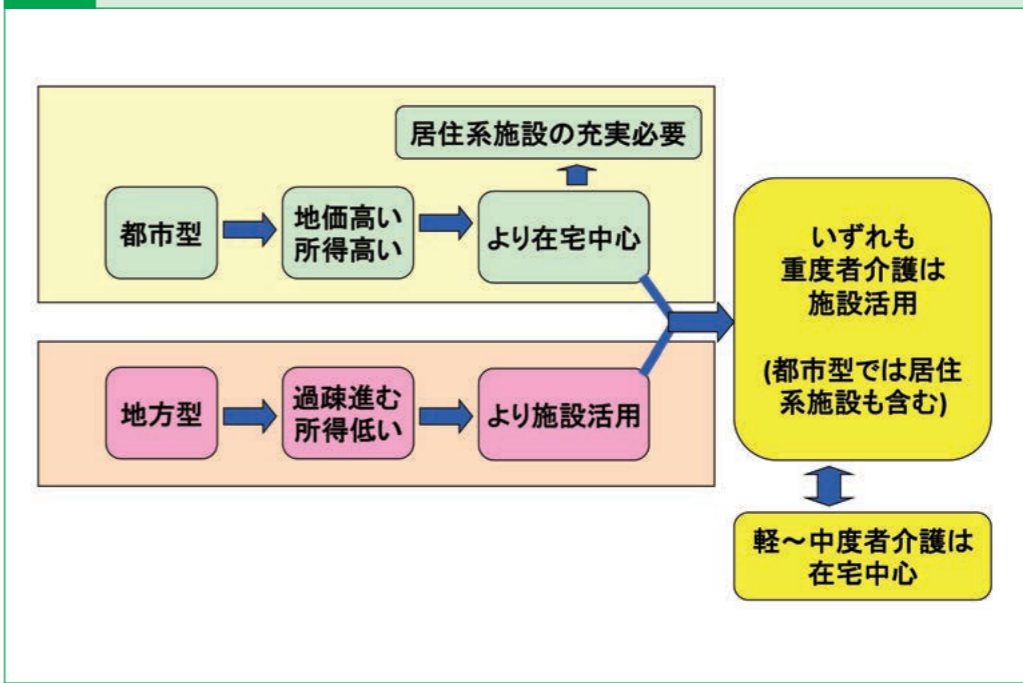 居住系施設の充実必要
都市型
地価高い
所得高い
より在宅中心
地方型
過疎進む
所得低い
より施設活用
いずれも
重度者介護は
施設活用
(都市型では居住
系施設も含む)
軽～中度者介護は
在宅中心